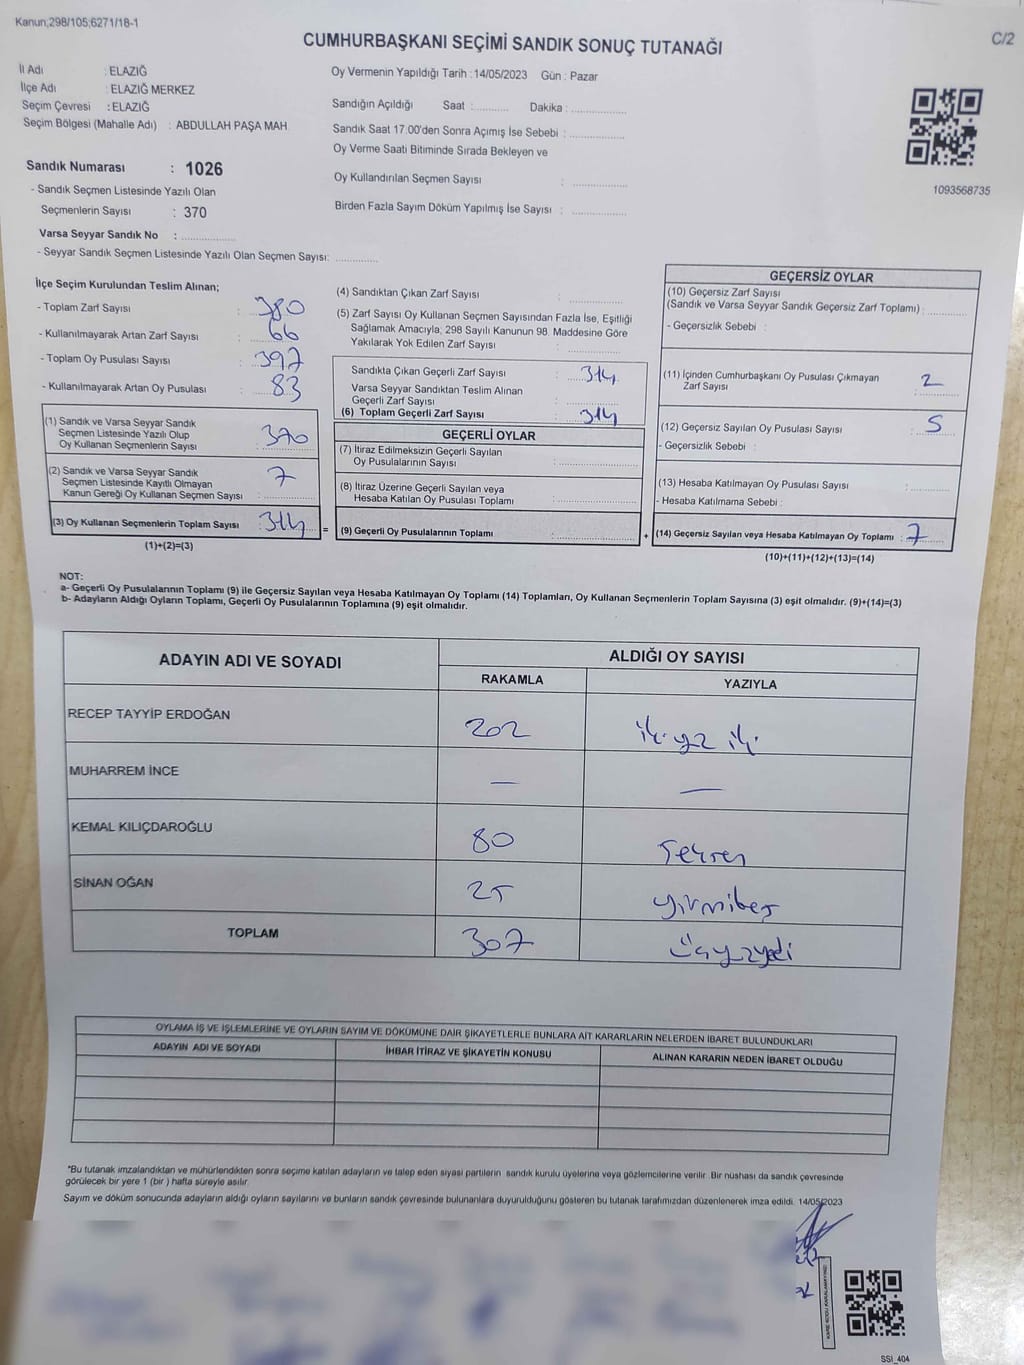 Kanun;298/105;6271/18-1
CUMHURBAŞKANI SEÇİMİ SANDIK SONUÇ TUTANAĞI
C/2
İl Adı : ELAZIĞ
İlçe Adı : ELAZIĞ MERKEZ
Seçim Çevresi : ELAZIĞ
Seçim Bölgesi (Mahalle Adı) : ABDULLAH PAŞA MAH.
Oy Vermenin Yapıldığı Tarih : 14/05/2023 Gün : Pazar
Sandığın Açıldığı Saat :........... Dakika :................
Sandık Saat 17.00'den Sonra Açımış İse Sebebi :................
Oy Verme Saati Bitiminde Sırada Bekleyen ve
Oy Kullandırılan Seçmen Sayısı : ................
Birden Fazla Sayım Döküm Yapılmış İse Sayısı : ................
1093568735
Sandık Numarası : 1026
- Sandık Seçmen Listesinde Yazılı Olan
Seçmenlerin Sayısı : 370
Varsa Seyyar Sandık No : ................
- Seyyar Sandık Seçmen Listesinde Yazılı Olan Seçmen Sayısı: .............
İlçe Seçim Kurulundan Teslim Alınan;
- Toplam Zarf Sayısı : 380
- Kullanılmayarak Artan Zarf Sayısı : 66
- Toplam Oy Pusulası Sayısı : 397
- Kullanılmayarak Artan Oy Pusulası : 83
(1) Sandık ve Varsa Seyyar Sandık
Seçmen Listesinde Yazılı Olup
Oy Kullanan Seçmenlerin Sayısı : 370
(2) Sandık ve Varsa Seyyar Sandık
Seçmen Listesinde Kayıtlı Olmayan
Kanun Gereği Oy Kullanan Seçmen Sayısı : 7
(3) Oy Kullanan Seçmenlerin Toplam Sayısı : 314 =
(1)+(2)=(3)
(4) Sandıktan Çıkan Zarf Sayısı : ................
(5) Zarf Sayısı Oy Kullanan Seçmen Sayısından Fazla İse, Eşitliği
Sağlamak Amacıyla; 298 Sayılı Kanunun 98. Maddesine Göre
Yakılarak Yok Edilen Zarf Sayısı : ................
Sandıkta Çıkan Geçerli Zarf Sayısı : 314
Varsa Seyyar Sandıktan Teslim Alınan
Geçerli Zarf Sayısı : ................
(6) Toplam Geçerli Zarf Sayısı : 314
GEÇERLİ OYLAR
(7) İtiraz Edilmeksizin Geçerli Sayılan
Oy Pusulalarının Sayısı : ................
(8) İtiraz Üzerine Geçerli Sayılan veya
Hesaba Katılan Oy Pusulası Toplamı : ................
(9) Geçerli Oy Pusulalarının Toplamı : ................ +
GEÇERSİZ OYLAR
(10) Geçersiz Zarf Sayısı
(Sandık ve Varsa Seyyar Sandık Geçersiz Zarf Toplamı) : ............
- Geçersizlik Sebebi :
(11) İçinden Cumhurbaşkanı Oy Pusulası Çıkmayan
Zarf Sayısı : 2
(12) Geçersiz Sayılan Oy Pusulası Sayısı : 5
- Geçersizlik Sebebi :
(13) Hesaba Katılmayan Oy Pusulası Sayısı : ............
- Hesaba Katılmama Sebebi :
(14) Geçersiz Sayılan veya Hesaba Katılmayan Oy Toplamı : 7
(10)+(11)+(12)+(13)=(14)
NOT:
a- Geçerli Oy Pusulalarının Toplamı (9) ile Geçersiz Sayılan veya Hesaba Katılmayan Oy Toplamı (14) Toplamları, Oy Kullanan Seçmenlerin Toplam Sayısına (3) eşit olmalıdır. (9)+(14)=(3)
b- Adayların Aldığı Oyların Toplamı, Geçerli Oy Pusulalarının Toplamına (9) eşit olmalıdır.
ADAYIN ADI VE SOYADI ALDIĞI OY SAYISI
RAKAMLA YAZIYLA
RECEP TAYYİP ERDOĞAN 202 iki yüz iki
MUHARREM İNCE — —
KEMAL KILIÇDAROĞLU 80 seksen
SİNAN OĞAN 25 yirmibeş
TOPLAM 307 üçyüzyedi
OYLAMA İŞ VE İŞLEMLERİNE VE OYLARIN SAYIM VE DÖKÜMÜNE DAİR ŞİKAYETLERLE BUNLARA AİT KARARLARIN NELERDEN İBARET BULUNDUKLARI
ADAYIN ADI VE SOYADI İHBAR İTİRAZ VE ŞİKAYETİN KONUSU ALINAN KARARIN NEDEN İBARET OLDUĞU
*Bu tutanak imzalandıktan ve mühürlendikten sonra seçime katılan adayların ve talep eden siyasi partilerin sandık kurulu üyelerine veya gözlemcilerine verilir. Bir nüshası da sandık çevresinde
görülecek bir yere 1 (bir ) hafta süreyle asılır.
Sayım ve döküm sonucunda adayların aldığı oyların sayılarını ve bunların sandık çevresinde bulunanlara duyurulduğunu gösteren bu tutanak tarafımızdan düzenlenerek imza edildi. 14/05/2023
KARE KODU KARALAMAYINIZ!
SSI_404